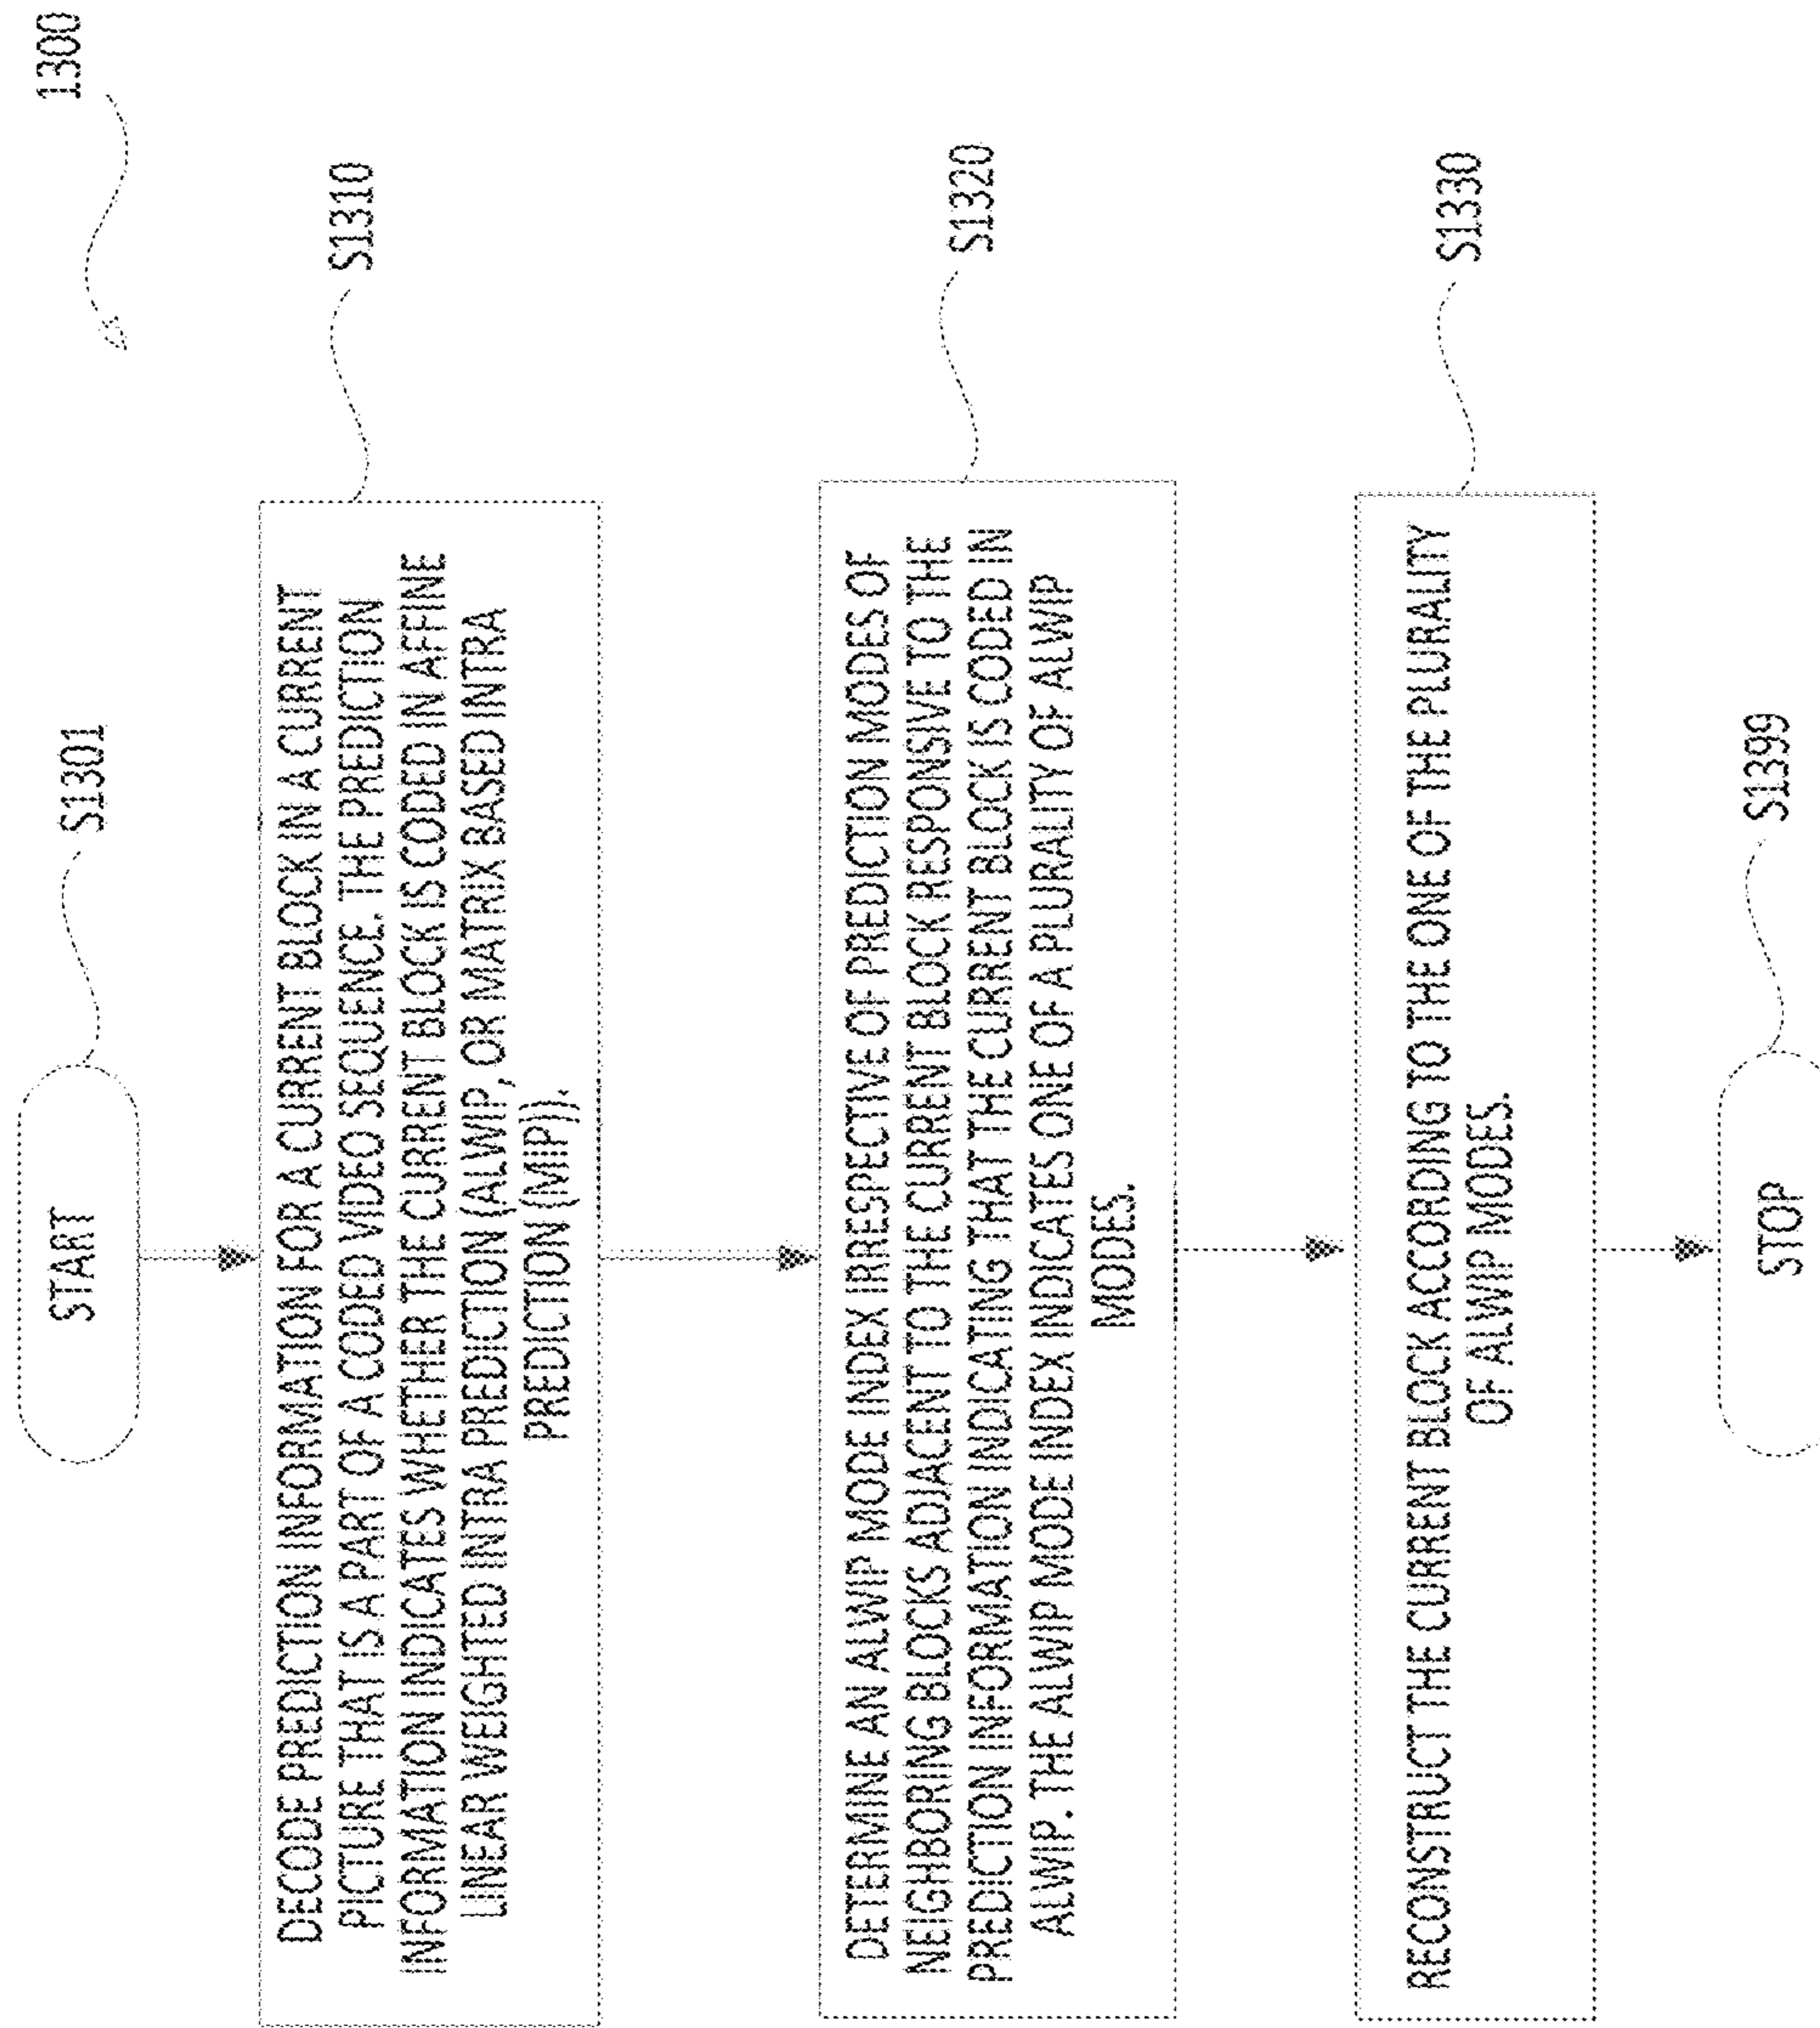 1300
START
S1301
DECODE PREDICTION INFORMATION FOR A CURRENT BLOCK IN A CURRENT
PICTURE THAT IS A PART OF A CODED VIDEO SEQUENCE. THE PREDICTION
INFORMATION INDICATES WHETHER THE CURRENT BLOCK IS CODED IN AFFINE
LINEAR WEIGHTED INTRA PREDICTION (ALWIP, OR MATRIX BASED INTRA
PREDICTION (MIP)).
S1310
DETERMINE AN ALWIP MODE INDEX IRRESPECTIVE OF PREDICTION MODES OF
NEIGHBORING BLOCKS ADJACENT TO THE CURRENT BLOCK RESPONSIVE TO THE
PREDICTION INFORMATION INDICATING THAT THE CURRENT BLOCK IS CODED IN
ALWIP. THE ALWIP MODE INDEX INDICATES ONE OF A PLURALITY OF ALWIP
MODES.
S1320
RECONSTRUCT THE CURRENT BLOCK ACCORDING TO THE ONE OF THE PLURALITY
OF ALWIP MODES.
S1330
STOP
S1399